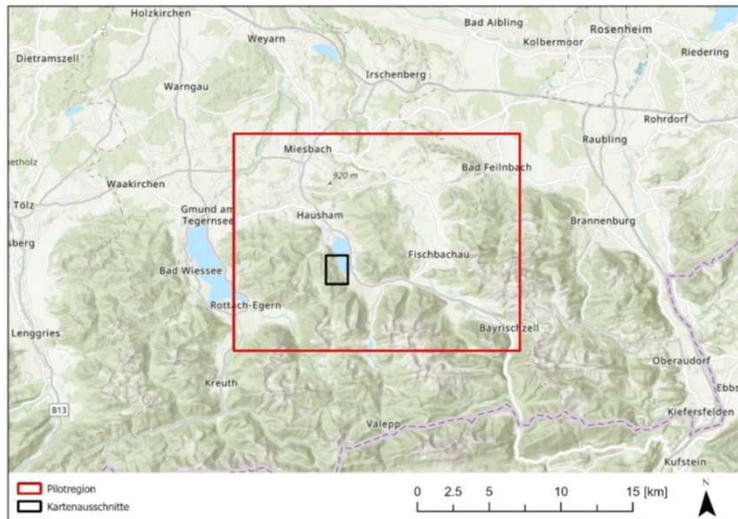 Holzkirchen
Bad Aibling
Rosenheim
Weyarn
Kolbermoor
Dietramszell
Riedering
Irschenberg
Warngau
Rohrdorf
Raubling
Miesbach
Bad Feilnbach
920 m
Waakirchen
Tölz
Gmund am
Tegernsee
Hausham
Brannenburg
Fischbachau
Bad Wiessee
Rottach-Egern
Lenggries
Bayrischzell
Oberaudorf
Kreuth
Ebbs
B13
Valepp
Kiefersfelden
Kufstein
Pilotregion
Kartenausschnitte
0 2.5 5 10 15 [km]
N